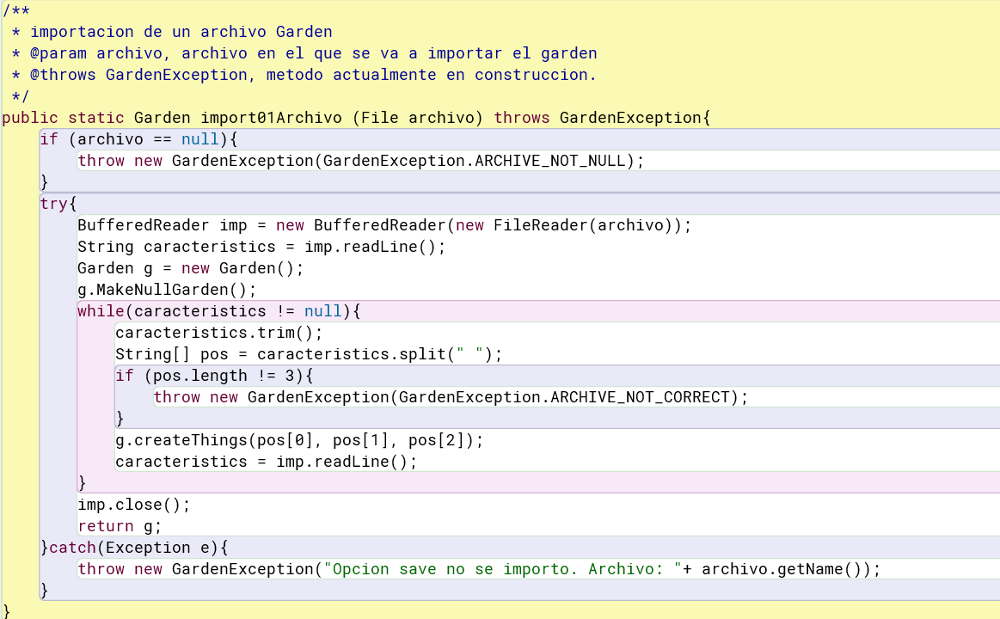 /**
 * importacion de un archivo Garden
 * @param archivo, archivo en el que se va a importar el garden
 * @throws GardenException, metodo actualmente en construccion.
 */
public static Garden import01Archivo (File archivo) throws GardenException{
    if (archivo == null){
        throw new GardenException(GardenException.ARCHIVE_NOT_NULL);
    }
    try{
        BufferedReader imp = new BufferedReader(new FileReader(archivo));
        String caracteristics = imp.readLine();
        Garden g = new Garden();
        g.MakeNullGarden();
        while(caracteristics != null){
            caracteristics.trim();
            String[] pos = caracteristics.split(" ");
            if (pos.length != 3){
                throw new GardenException(GardenException.ARCHIVE_NOT_CORRECT);
            }
            g.createThings(pos[0], pos[1], pos[2]);
            caracteristics = imp.readLine();
        }
        imp.close();
        return g;
    }catch(Exception e){
        throw new GardenException("Opcion save no se importo. Archivo: "+ archivo.getName());
    }
}